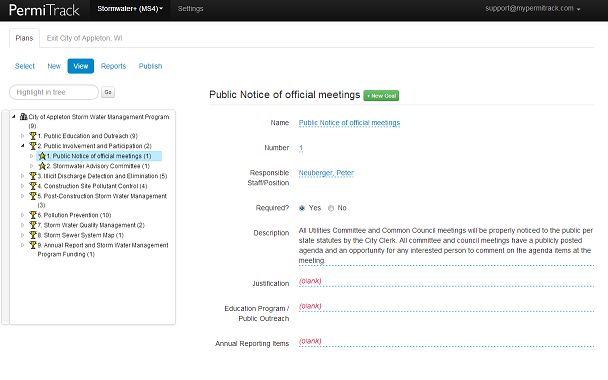 PermiTrack Stormwater+ (MS4) Settings support@mypermitrack.com
Plans Exit City of Appleton, WI
Select New View Reports Publish
Highlight in tree Go
City of Appleton Storm Water Management Program
(9)
1. Public Education and Outreach (9)
2. Public Involvement and Participation (2)
1. Public Notice of official meetings (1)
2. Stormwater Advisory Committee (1)
3. Illicit Discharge Detection and Elimination (5)
4. Construction Site Pollutant Control (4)
5. Post-Construction Storm Water Management
(3)
6. Pollution Prevention (10)
7. Storm Water Quality Management (2)
8. Storm Sewer System Map (1)
9. Annual Report and Storm Water Management
Program Funding (1)
Public Notice of official meetings + New Goal
Name Public Notice of official meetings
Number 1
Responsible Neuberger, Peter
Staff/Position
Required? Yes No
Description All Utilities Committee and Common Council meetings will be properly noticed to the public per
state statutes by the City Clerk. All committee and council meetings have a publicly posted
agenda and an opportunity for any interested person to comment on the agenda items at the
meeting.
Justification (blank)
Education Program / (blank)
Public Outreach
Annual Reporting Items (blank)